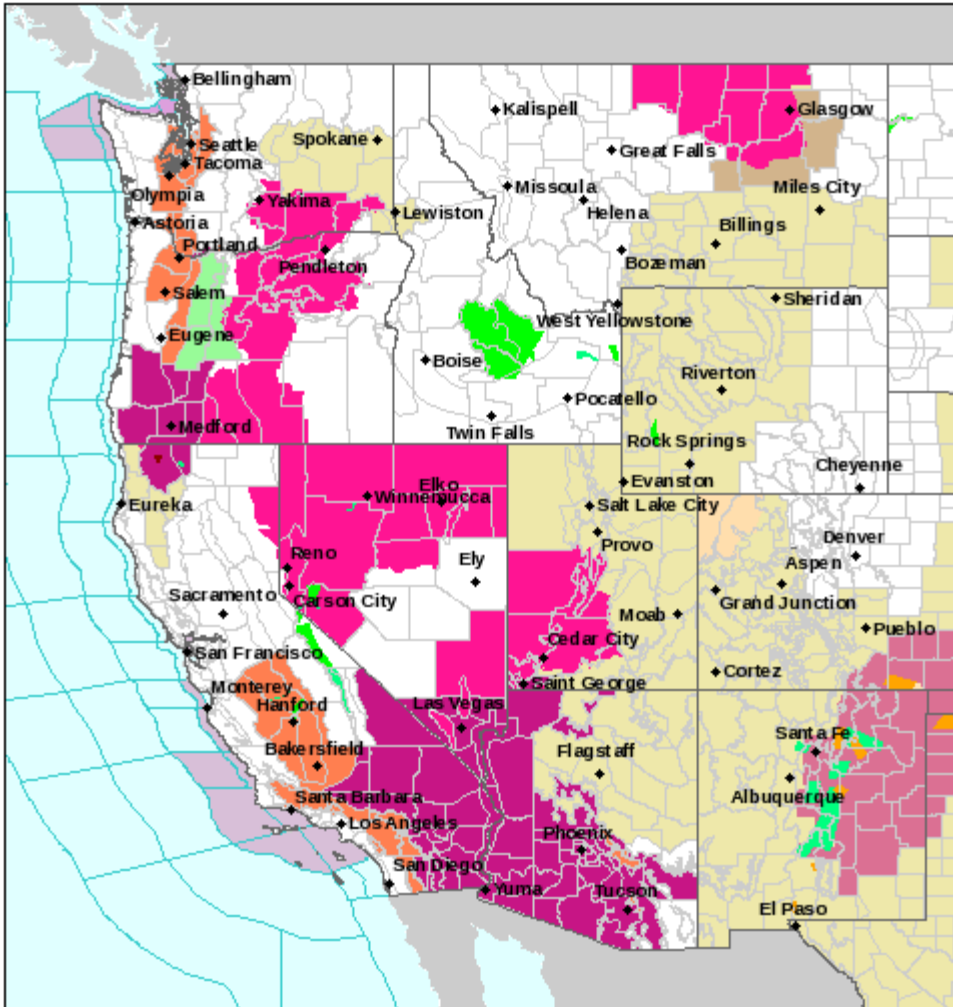 Bellingham
Kalispell
Glasgow
Seattle
Spokane
Great Falls
Tacoma
Olympia
Yakima
Missoula
Miles City
Helena
Lewiston
Astoria
Billings
Portland
Bozeman
Pendleton
Salem
Sheridan
West Yellowstone
Eugene
Boise
Riverton
Pocatello
Medford
Twin Falls
Rock Springs
Cheyenne
Evanston
Elko
Winnemucca
Eureka
Salt Lake City
Provo
Denver
Reno
Ely
Aspen
Sacramento
Carson City
Grand Junction
Moab
Pueblo
Cedar City
San Francisco
Cortez
Saint George
Monterey
Hanford
Las Vegas
Santa Fe
Bakersfield
Flagstaff
Albuquerque
Santa Barbara
Los Angeles
Phoenix
San Diego
Yuma
Tucson
El Paso